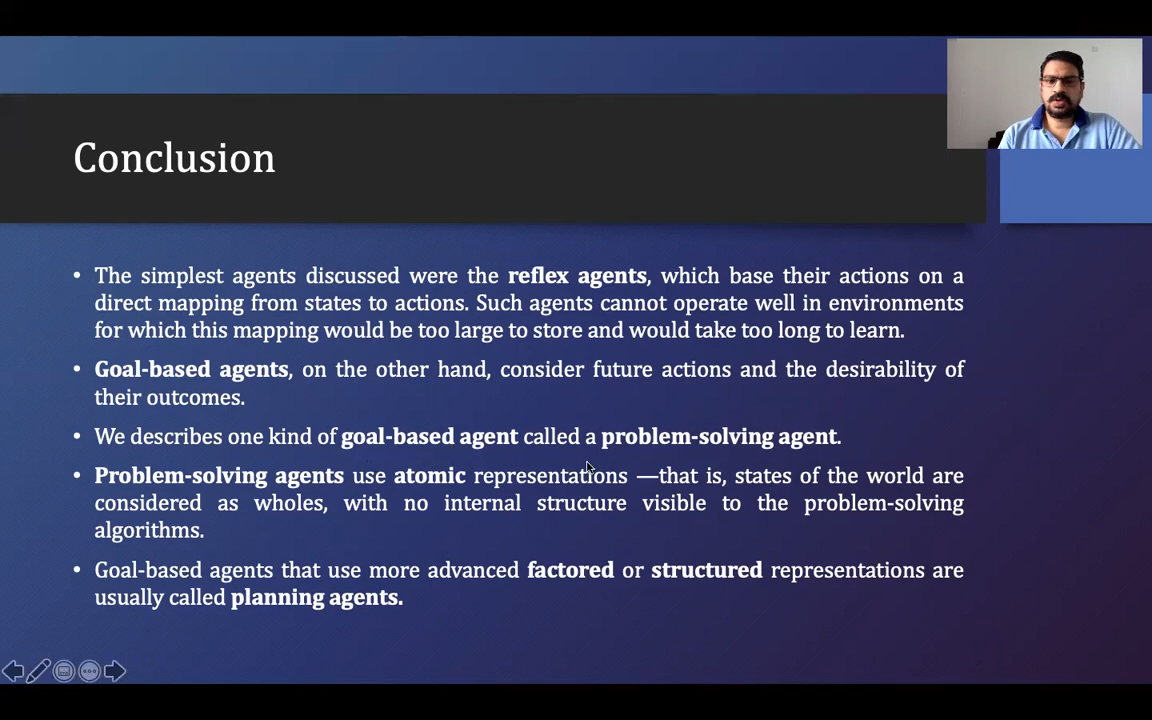 Conclusion
• The simplest agents discussed were the reflex agents, which base their actions on a
direct mapping from states to actions. Such agents cannot operate well in environments
for which this mapping would be too large to store and would take too long to learn.
• Goal-based agents, on the other hand, consider future actions and the desirability of
their outcomes.
• We describes one kind of goal-based agent called a problem-solving agent.
• Problem-solving agents use atomic representations —that is, states of the world are
considered as wholes, with no internal structure visible to the problem-solving
algorithms.
• Goal-based agents that use more advanced factored or structured representations are
usually called planning agents.